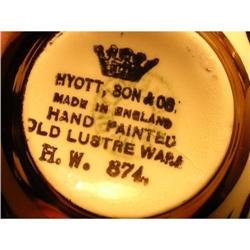 HYOTT, SON & CO.
MADE IN ENGLAND
HAND PAINTED
OLD LUSTRE WARE
H. W. 874.